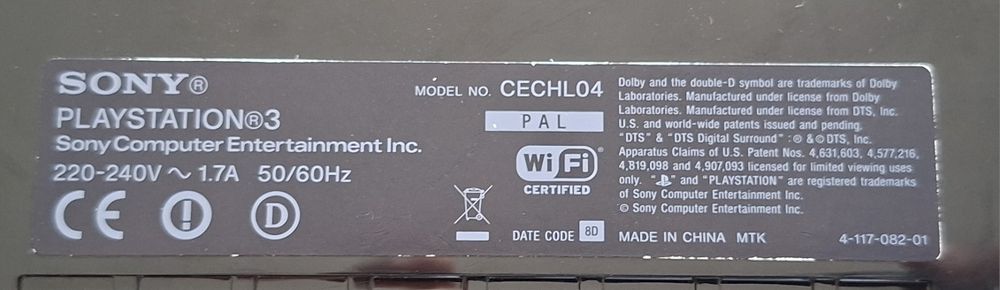 SONY®
PLAYSTATION®3
Sony Computer Entertainment Inc.
220-240V ~ 1.7A 50/60Hz
CE
D
MODEL NO. CECHL04
PAL
Wi Fi
CERTIFIED
DATE CODE 8D
Dolby and the double-D symbol are trademarks of Dolby
Laboratories. Manufactured under license from Dolby
Laboratories. Manufactured under license from DTS, Inc.
U.S. and world-wide patents issued and pending.
"DTS" & "DTS Digital Surround" :® & © DTS, Inc.
Apparatus Claims of U.S. Patent Nos. 4,631,603, 4,577,216,
4,819,098 and 4,907,093 licensed for limited viewing uses
only. "PS" and "PLAYSTATION" are registered trademarks
of Sony Computer Entertainment Inc.
© Sony Computer Entertainment Inc.
MADE IN CHINA MTK 4-117-082-01